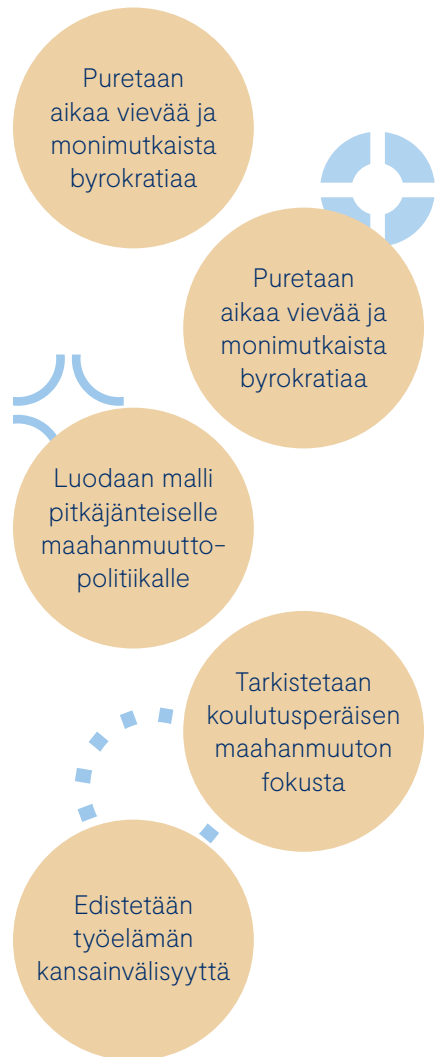 Puretaan
aikaa vievää ja
monimutkaista
byrokratiaa
Puretaan
aikaa vievää ja
monimutkaista
byrokratiaa
Luodaan malli
pitkäjänteiselle
maahanmuutto-
politiikalle
Tarkistetaan
koulutusperäisen
maahanmuuton
fokusta
Edistetään
työelämän
kansainvälisyyttä